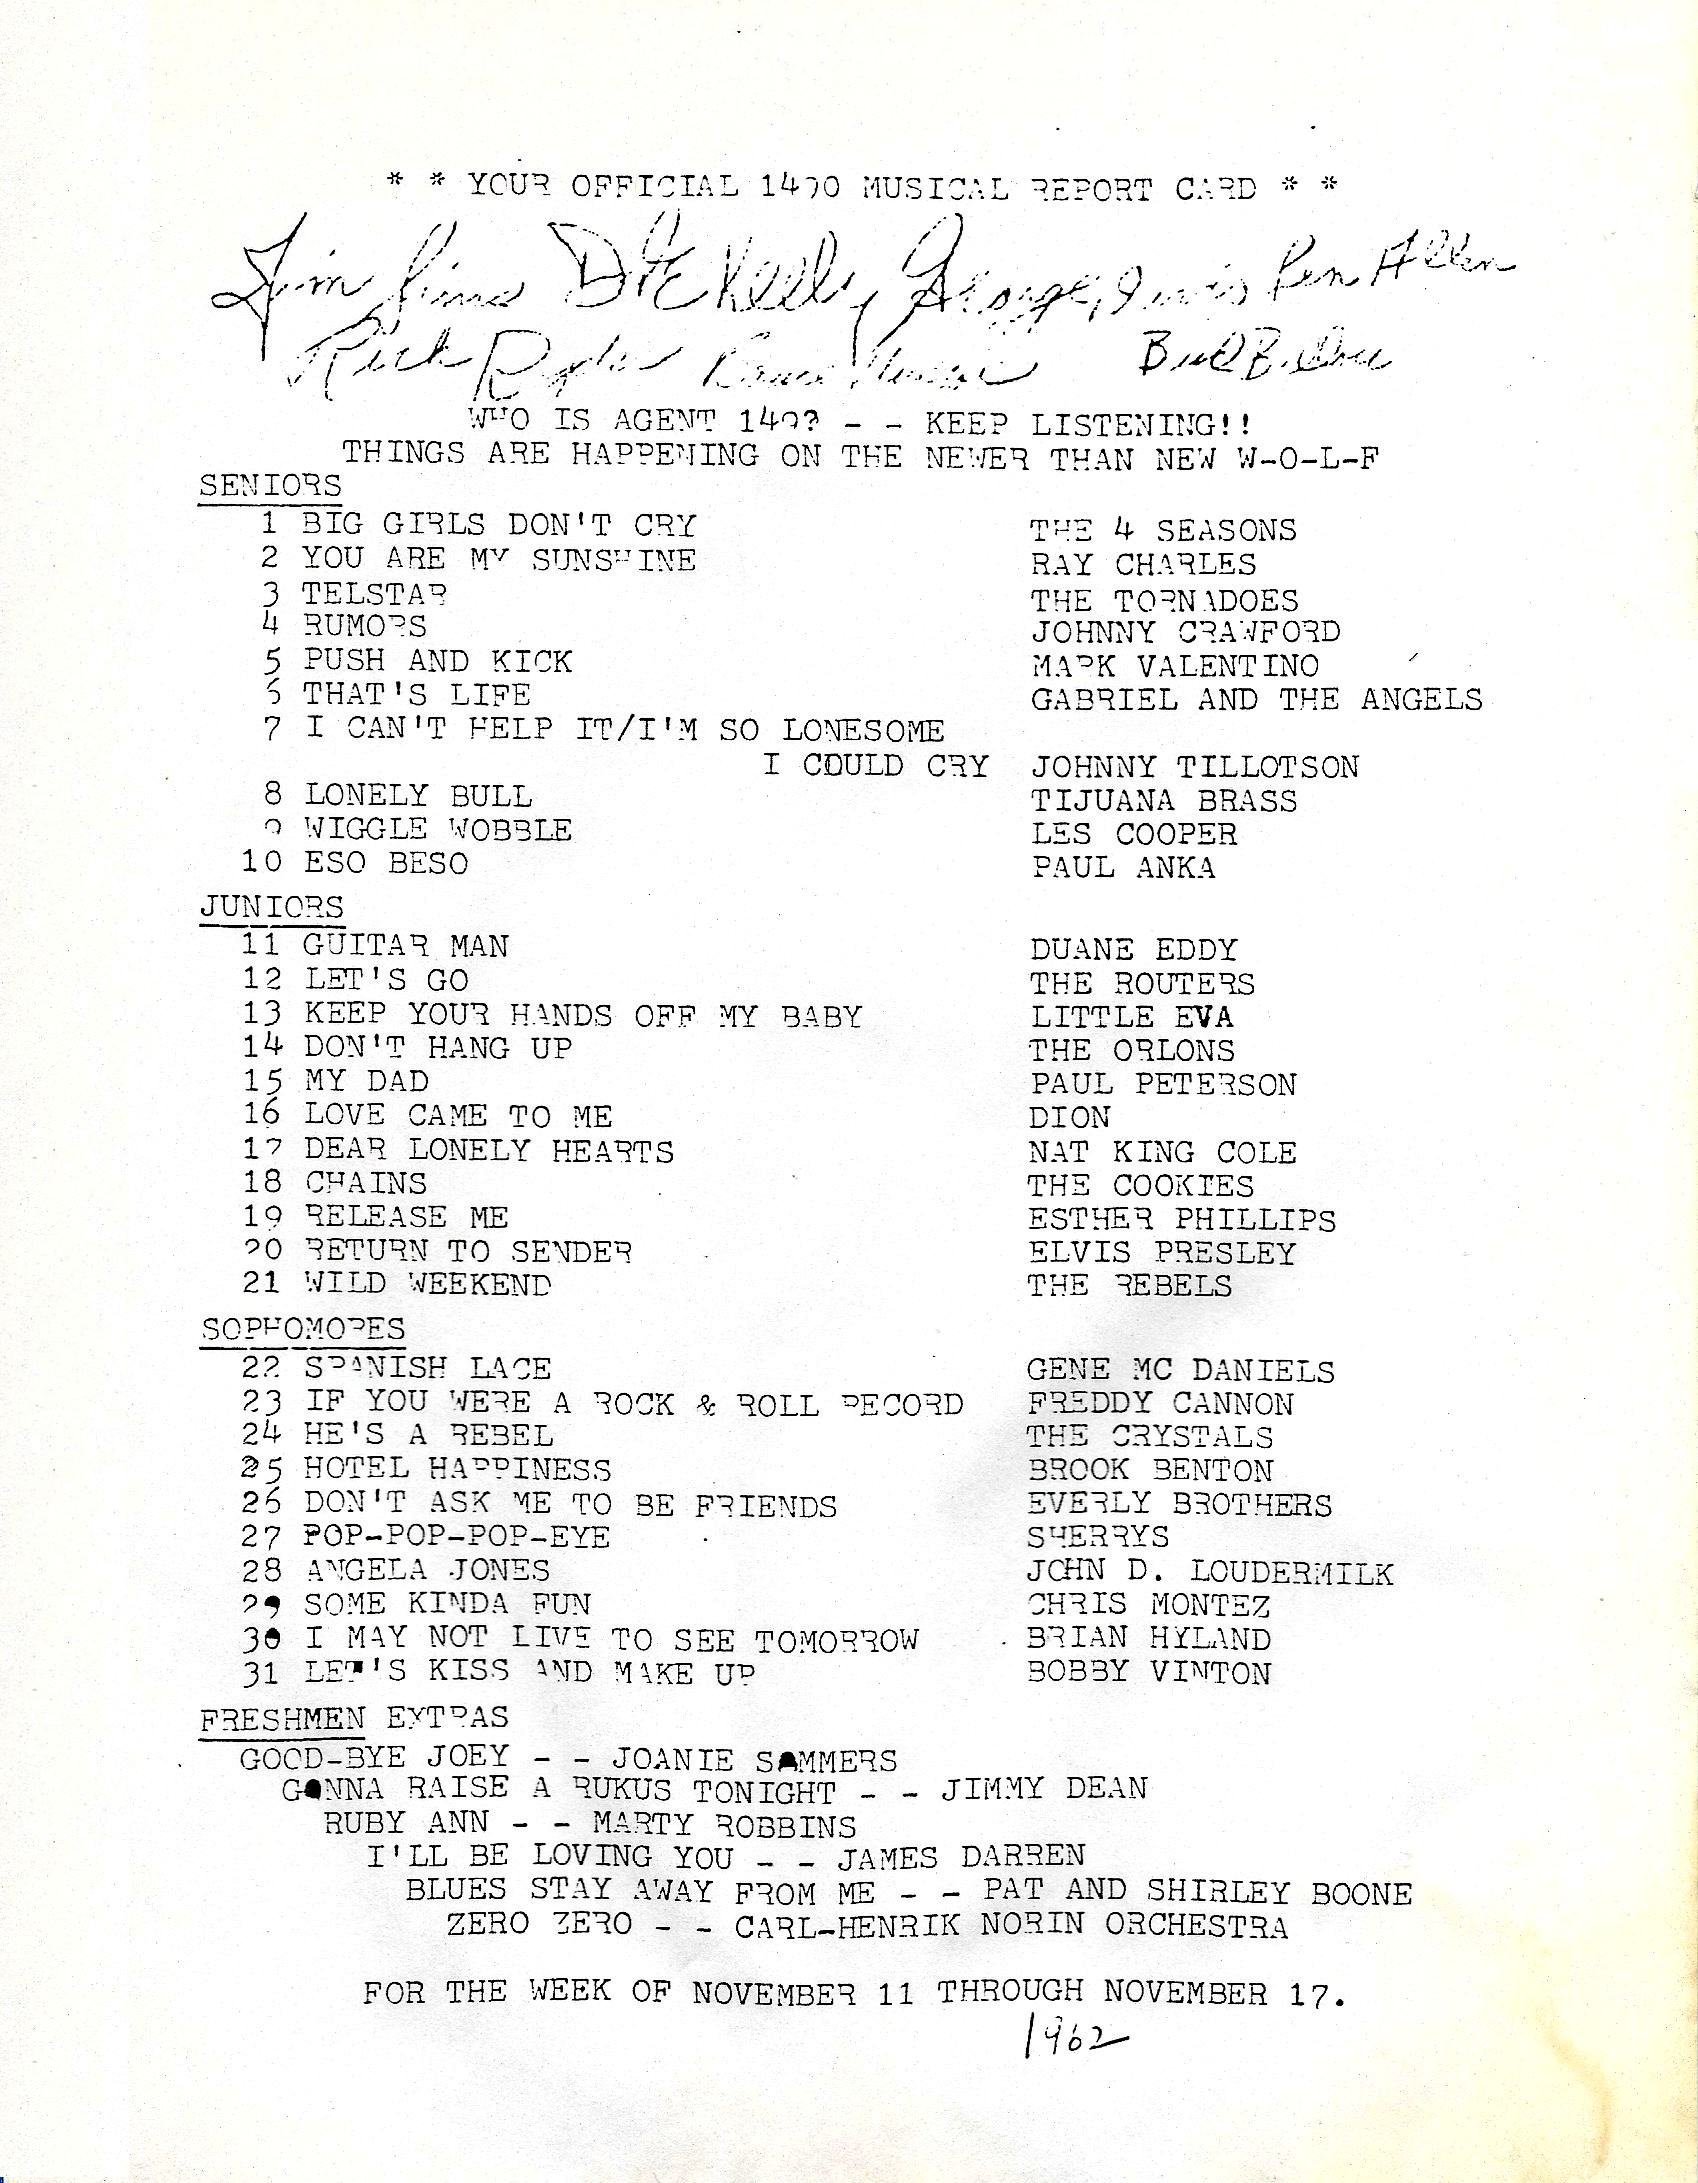 * * YOUR OFFICIAL 1490 MUSICAL REPORT CARD * *
Jim Sims Dick Kelly George, Ken Allen
Rick Ryder Bud Ballou
WHO IS AGENT 149? - - KEEP LISTENING!!
THINGS ARE HAPPENING ON THE NEWER THAN NEW W-O-L-F
SENIORS
1 BIG GIRLS DON'T CRY THE 4 SEASONS
2 YOU ARE MY SUNSHINE RAY CHARLES
3 TELSTAR THE TORNADOES
4 RUMORS JOHNNY CRAWFORD
5 PUSH AND KICK MARK VALENTINO
6 THAT'S LIFE GABRIEL AND THE ANGELS
7 I CAN'T HELP IT/I'M SO LONESOME
I COULD CRY JOHNNY TILLOTSON
8 LONELY BULL TIJUANA BRASS
9 WIGGLE WOBBLE LES COOPER
10 ESO BESO PAUL ANKA
JUNIORS
11 GUITAR MAN DUANE EDDY
12 LET'S GO THE ROUTERS
13 KEEP YOUR HANDS OFF MY BABY LITTLE EVA
14 DON'T HANG UP THE ORLONS
15 MY DAD PAUL PETERSON
16 LOVE CAME TO ME DION
17 DEAR LONELY HEARTS NAT KING COLE
18 CHAINS THE COOKIES
19 RELEASE ME ESTHER PHILLIPS
20 RETURN TO SENDER ELVIS PRESLEY
21 WILD WEEKEND THE REBELS
SOPHOMORES
22 SPANISH LACE GENE MC DANIELS
23 IF YOU WERE A ROCK & ROLL RECORD FREDDY CANNON
24 HE'S A REBEL THE CRYSTALS
25 HOTEL HAPPINESS BROOK BENTON
26 DON'T ASK ME TO BE FRIENDS EVERLY BROTHERS
27 POP-POP-POP-EYE SHERRYS
28 ANGELA JONES JOHN D. LOUDERMILK
29 SOME KINDA FUN CHRIS MONTEZ
30 I MAY NOT LIVE TO SEE TOMORROW BRIAN HYLAND
31 LET'S KISS AND MAKE UP BOBBY VINTON
FRESHMEN EXTRAS
GOOD-BYE JOEY - - JOANIE SAMMERS
GONNA RAISE A RUKUS TONIGHT - - JIMMY DEAN
RUBY ANN - - MARTY ROBBINS
I'LL BE LOVING YOU - - JAMES DARREN
BLUES STAY AWAY FROM ME - - PAT AND SHIRLEY BOONE
ZERO ZERO - - CARL-HENRIK NORIN ORCHESTRA
FOR THE WEEK OF NOVEMBER 11 THROUGH NOVEMBER 17.
1962